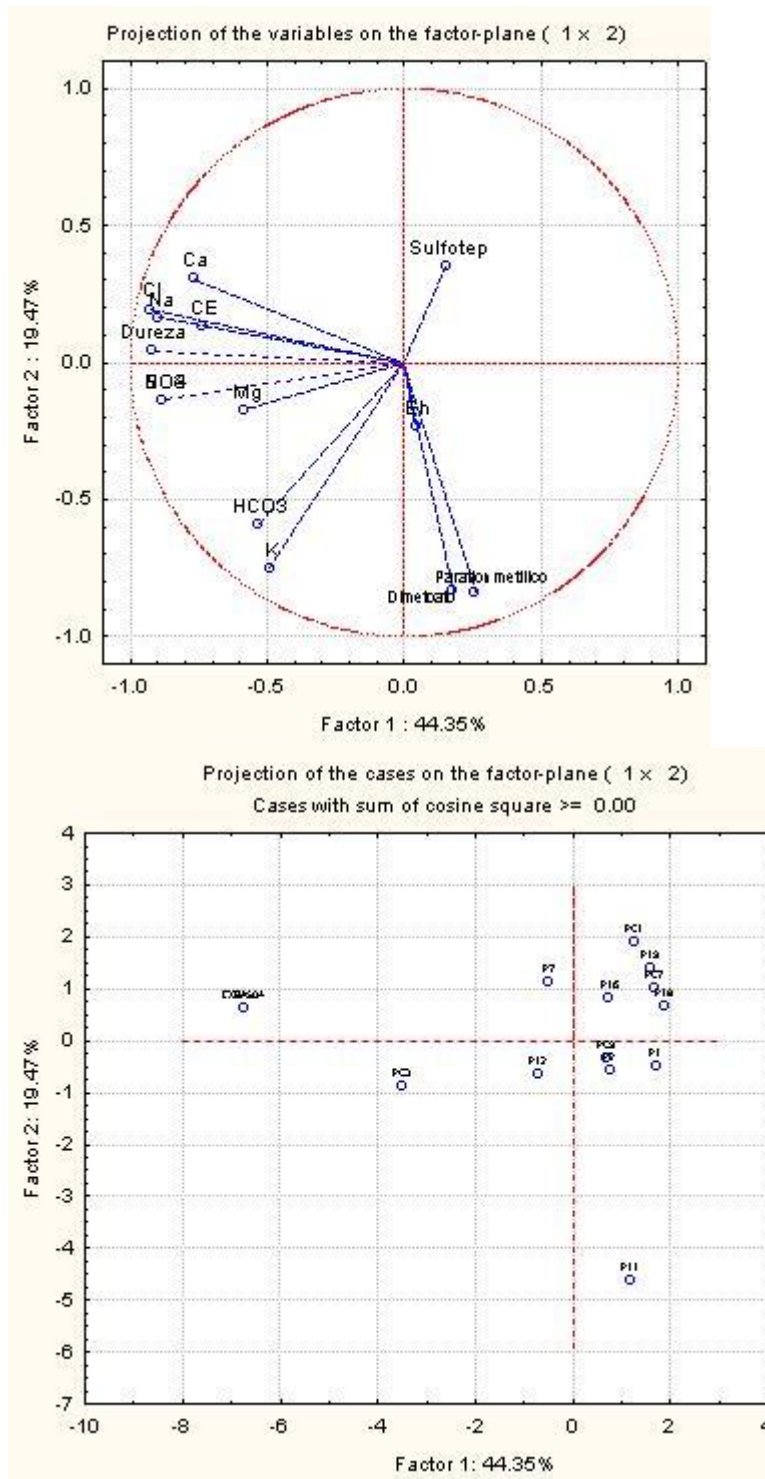 Projection of the variables on the factor-plane ( 1 x 2)
1.0
0.5
0.0
-0.5
-1.0
Factor 2 : 19.47%
Sulfotep
Ca
Cl
Na
CE
Dureza
Mg
Eh
HCO3
K
Paration metilico
Dimetoato
-1.0 -0.5 0.0 0.5 1.0
Factor 1 : 44.35%
Projection of the cases on the factor-plane ( 1 x 2)
Cases with sum of cosine square >= 0.00
4
3
2
1
0
-1
-2
-3
-4
-5
-6
-7
Factor 2: 19.47%
PC1
P7
PC7
P1
P12
P11
-10 -8 -6 -4 -2 0 2 4
Factor 1: 44.35%